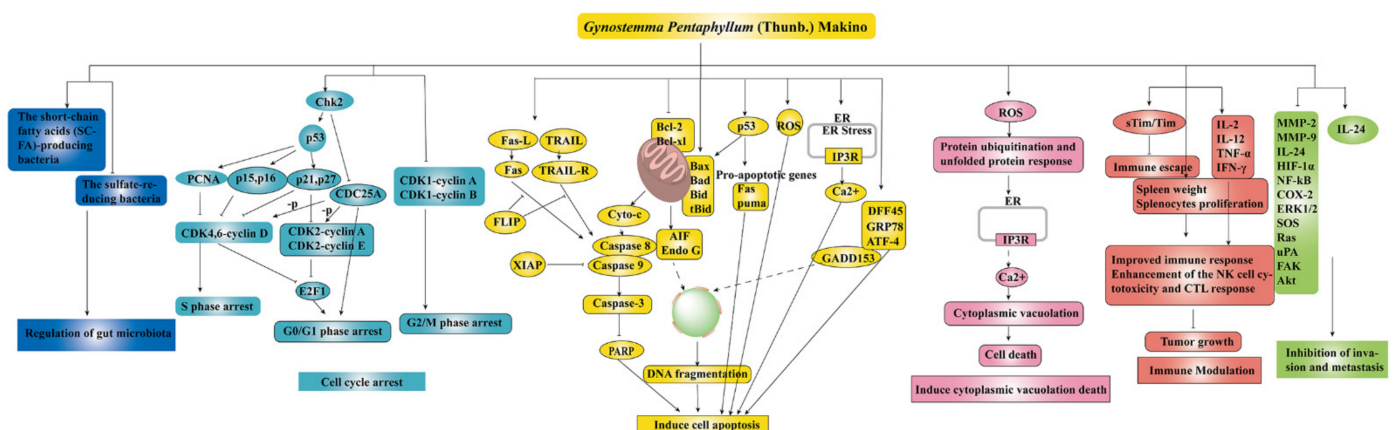 Gynostemma Pentaphyllum (Thunb.) Makino
The short-chain
fatty acids (SC-
FA)-producing
bacteria
The sulfate-re-
ducing bacteria
Regulation of gut microbiota
Chk2
p53
PCNA
p15,p16
p21,p27
CDC25A
-p
-p
CDK4,6-cyclin D
CDK2-cyclin A
CDK2-cyclin E
E2F1
S phase arrest
G0/G1 phase arrest
CDK1-cyclin A
CDK1-cyclin B
G2/M phase arrest
Cell cycle arrest
Fas-L
TRAIL
Fas
TRAIL-R
FLIP
XIAP
Bcl-2
Bcl-xl
Bax
Bad
Bid
tBid
Cyto-c
Caspase 8
Caspase 9
Caspase-3
PARP
AIF
Endo G
p53
ROS
Pro-apoptotic genes
Fas
puma
ER
ER Stress
IP3R
Ca2+
DFF45
GRP78
ATF-4
GADD153
DNA fragmentation
Induce cell apoptosis
ROS
Protein ubiquitination and
unfolded protein response
ER
IP3R
Ca2+
Cytoplasmic vacuolation
Cell death
Induce cytoplasmic vacuolation death
sTim/Tim
Immune escape
IL-2
IL-12
TNF-α
IFN-γ
Spleen weight
Splenocytes proliferation
Improved immune response
Enhancement of the NK cell cy-
totoxicity and CTL response
Tumor growth
Immune Modulation
MMP-2
MMP-9
IL-24
HIF-1α
NF-kB
COX-2
ERK1/2
SOS
Ras
uPA
FAK
Akt
IL-24
Inhibition of inva-
sion and metastasis